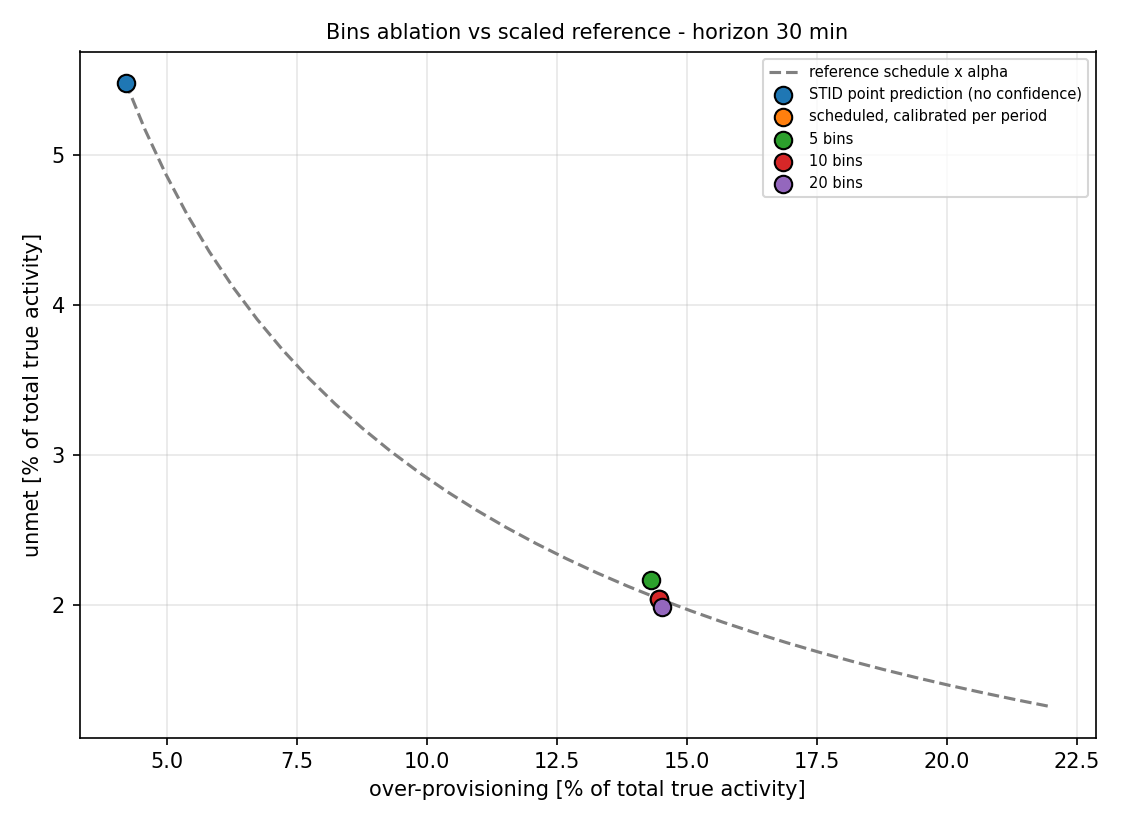 Bins ablation vs scaled reference - horizon 30 min
reference schedule x alpha
STID point prediction (no confidence)
scheduled, calibrated per period
5 bins
10 bins
20 bins
unmet [% of total true activity]
5
4
3
2
5.0 7.5 10.0 12.5 15.0 17.5 20.0 22.5
over-provisioning [% of total true activity]